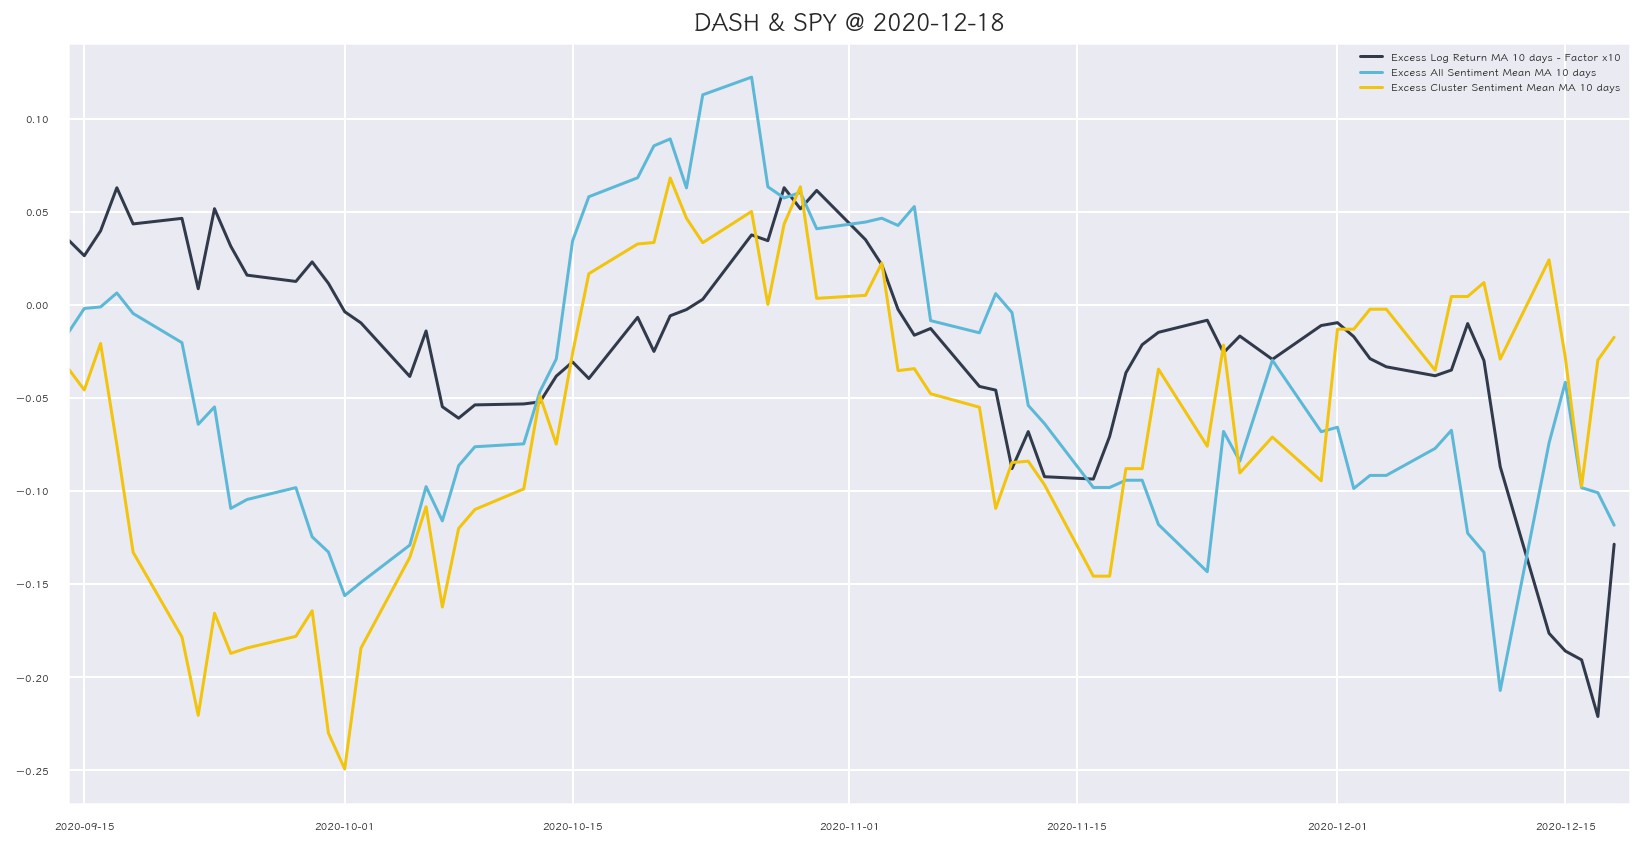 DASH & SPY @ 2020-12-18
Excess Log Return MA 10 days - Factor x10
Excess All Sentiment Mean MA 10 days
Excess Cluster Sentiment Mean MA 10 days
0.10
0.05
0.00
−0.05
−0.10
−0.15
−0.20
−0.25
2020-09-15 2020-10-01 2020-10-15 2020-11-01 2020-11-15 2020-12-01 2020-12-15